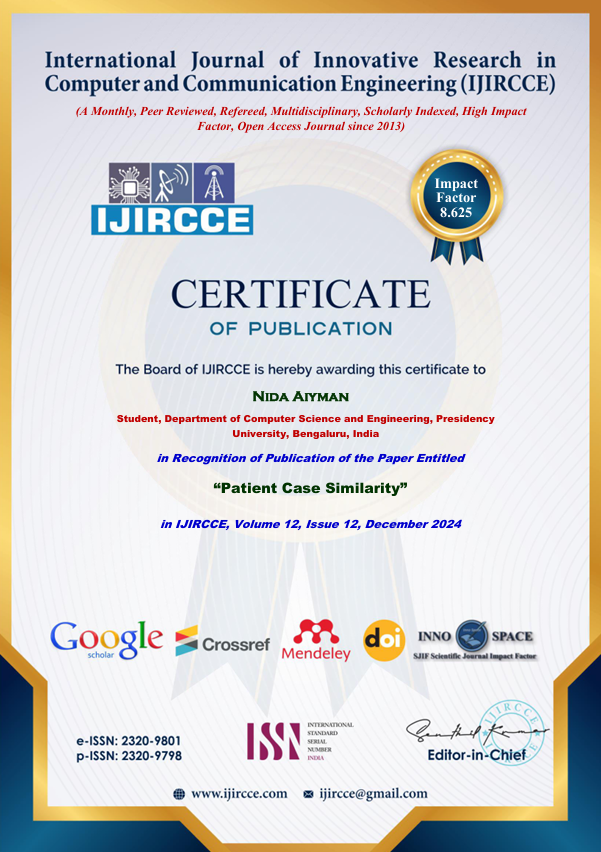 International Journal of Innovative Research in
Computer and Communication Engineering (IJIRCCE)
(A Monthly, Peer Reviewed, Refereed, Multidisciplinary, Scholarly Indexed, High Impact
Factor, Open Access Journal since 2013)
IJIRCCE
Impact
Factor
8.625
CERTIFICATE
OF PUBLICATION
The Board of IJIRCCE is hereby awarding this certificate to
Nida Aiyman
Student, Department of Computer Science and Engineering, Presidency
University, Bengaluru, India
in Recognition of Publication of the Paper Entitled
“Patient Case Similarity”
in IJIRCCE, Volume 12, Issue 12, December 2024
Google
scholar
Crossref
MENDELEY
doi
INNO SPACE
SJIF Scientific Journal Impact Factor
e-ISSN: 2320-9801
p-ISSN: 2320-9798
ISSN
INTERNATIONAL
STANDARD
SERIAL
NUMBER
INDIA
IJIRCCE
Editor-in-Chief
www.ijircce.com ijircce@gmail.com